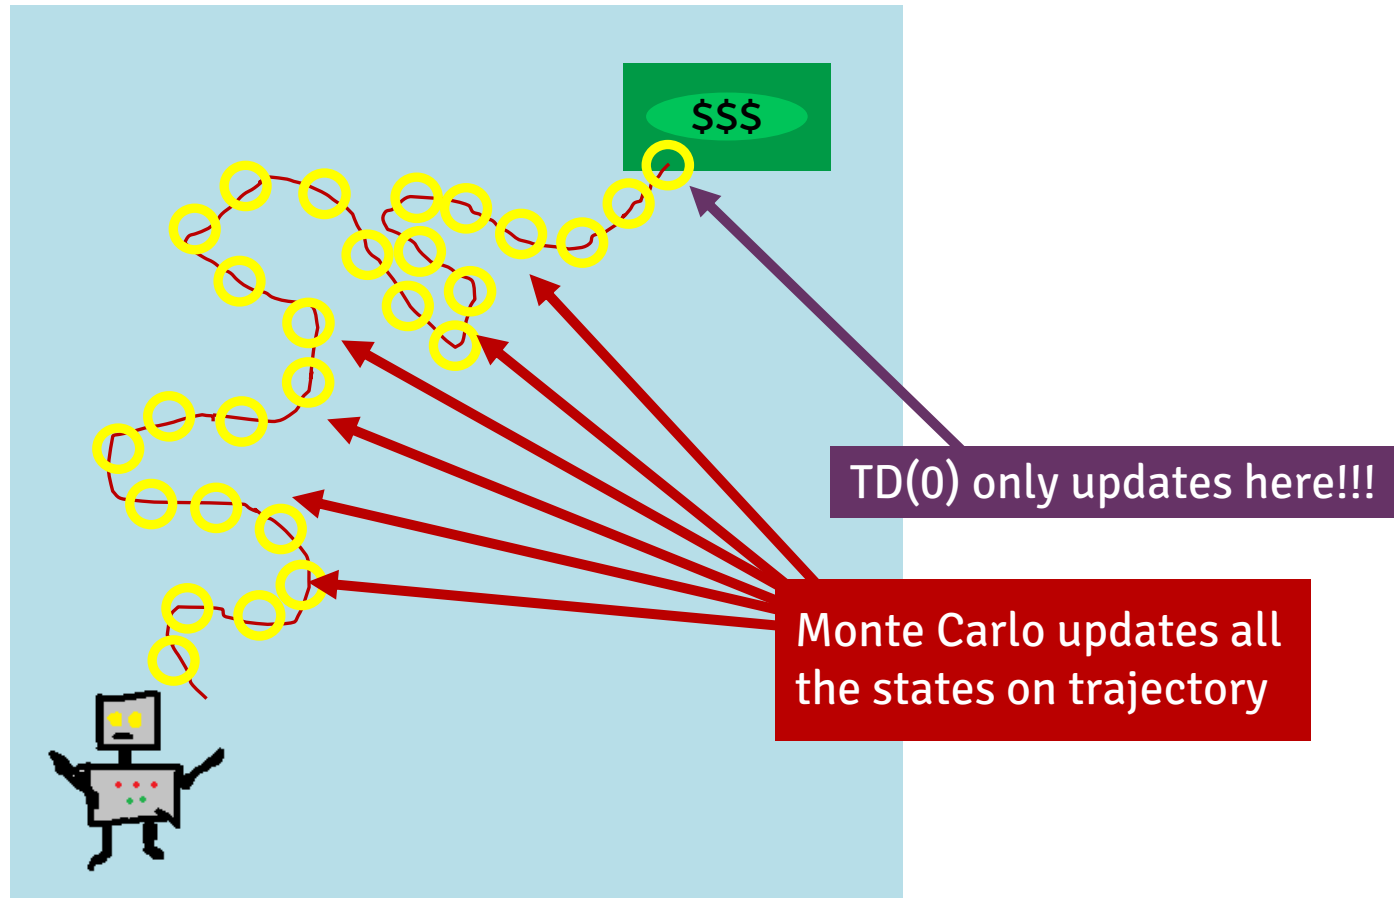 $$$
TD(0) only updates here!!!
Monte Carlo updates all
the states on trajectory